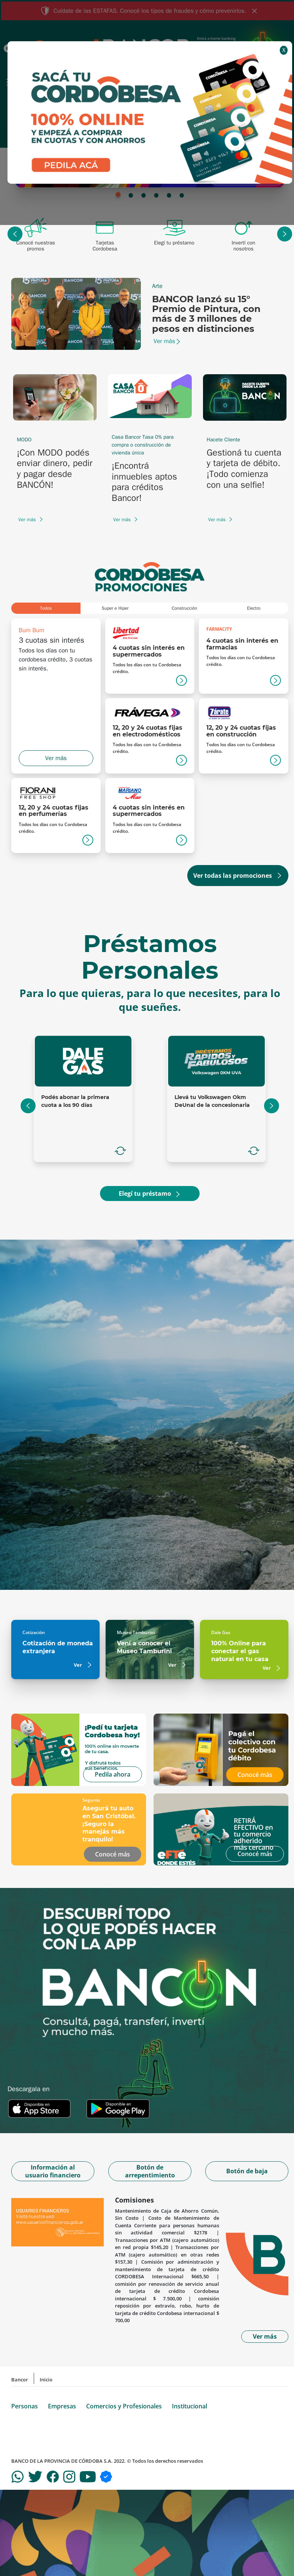 Cuidate de las ESTAFAS. Conocé los tipos de fraudes y cómo prevenirlos.
SACÁ TU
CORDOBESA
100% ONLINE
Y EMPEZÁ A COMPRAR
EN CUOTAS Y CON AHORROS
PEDILA ACÁ
Conocé nuestras promos
Tarjetas Cordobesa
Elegí tu préstamo
Invertí con nosotros
Arte
BANCOR lanzó su 15°
Premio de Pintura, con
más de 3 millones de
pesos en distinciones
Ver más
MODO
¡Con MODO podés
enviar dinero, pedir
y pagar desde
BANCÓN!
Ver más
CASA
BANCOR
Casa Bancor Tasa 0% para
compra o construcción de
vivienda única
¡Encontrá
inmuebles aptos
para créditos
Bancor!
Ver más
BANCON
Hacete Cliente
Gestioná tu cuenta
y tarjeta de débito.
¡Todo comienza
con una selfie!
Ver más
CORDOBESA
PROMOCIONES
Todos
Super e Hiper
Construcción
Eléctro
Bum Bum
3 cuotas sin interés
Todos los días con tu
cordobesa crédito, 3 cuotas
sin interés.
Ver más
Libertad
4 cuotas sin interés en
supermercados
Todos los días con tu Cordobesa
crédito.
FARMACITY
4 cuotas sin interés en
farmacias
Todos los días con tu Cordobesa
crédito.
FRÁVEGA
12, 20 y 24 cuotas fijas
en electrodomésticos
Todos los días con tu Cordobesa
crédito.
12, 20 y 24 cuotas fijas
en construcción
Todos los días con tu Cordobesa
crédito.
FIORANI
FREE SHOP
12, 20 y 24 cuotas fijas
en perfumerías
Todos los días con tu Cordobesa
crédito.
MARIANO
Max
4 cuotas sin interés en
supermercados
Todos los días con tu Cordobesa
crédito.
Ver todas las promociones
Préstamos
Personales
Para lo que quieras, para lo que necesites, para lo
que sueñes.
DALE
GAS
Podés abonar la primera
cuota a los 90 días
PRÉSTAMOS
RAPIDOS Y
FABULOSOS
Volkswagen 0KM UVA
Llevá tu Volkswagen 0km
DeUna! de la concesionaria
Elegí tu préstamo
Cotización
Cotización de moneda
extranjera
Ver
Museo Tamburini
Vení a conocer el
Museo Tamburini
Ver
Dale Gas
100% Online para
conectar el gas
natural en tu casa
Ver
¡Pedí tu tarjeta
Cordobesa hoy!
100% online sin moverte
de tu casa.
Y disfrutá todos
sus beneficios.
Pedila ahora
Pagá el
colectivo con
tu Cordobesa
débito
Conocé más
Seguros
Asegurá tu auto
en San Cristóbal.
¡Seguro la
manejás más
tranquilo!
Conocé más
EFTE
DONDE ESTÉS
RETIRÁ
EFECTIVO en
tu comercio
adherido
más cercano
Conocé más
DESCUBRÍ TODO
LO QUE PODÉS HACER
CON LA APP
BANCON
Consultá, pagá, transferí, invertí
y mucho más.
Descargala en
Disponible en
App Store
Disponible en
Google Play
Información al
usuario financiero
Botón de
arrepentimiento
Botón de baja
USUARIOS FINANCIEROS
www.usuariosfinancieros.gob.ar
Comisiones
Mantenimiento de Caja de Ahorro Común,
Sin Costo | Costo de Mantenimiento de
Cuenta Corriente para personas humanas
sin actividad comercial $2178 |
Transacciones por ATM (cajero automático)
en red propia $145,20 | Transacciones por
ATM (cajero automático) en otras redes
$157,30 | Comisión por administración y
mantenimiento de tarjeta de crédito
CORDOBESA Internacional $665,50 |
comisión por renovación de servicio anual
de tarjeta de crédito Cordobesa
internacional $ 7.500,00 | comisión
reposición por extravío, robo, hurto de
tarjeta de crédito Cordobesa internacional $
700,00
Ver más
Bancor
Inicio
Personas
Empresas
Comercios y Profesionales
Institucional
BANCO DE LA PROVINCIA DE CÓRDOBA S.A. 2022. © Todos los derechos reservados